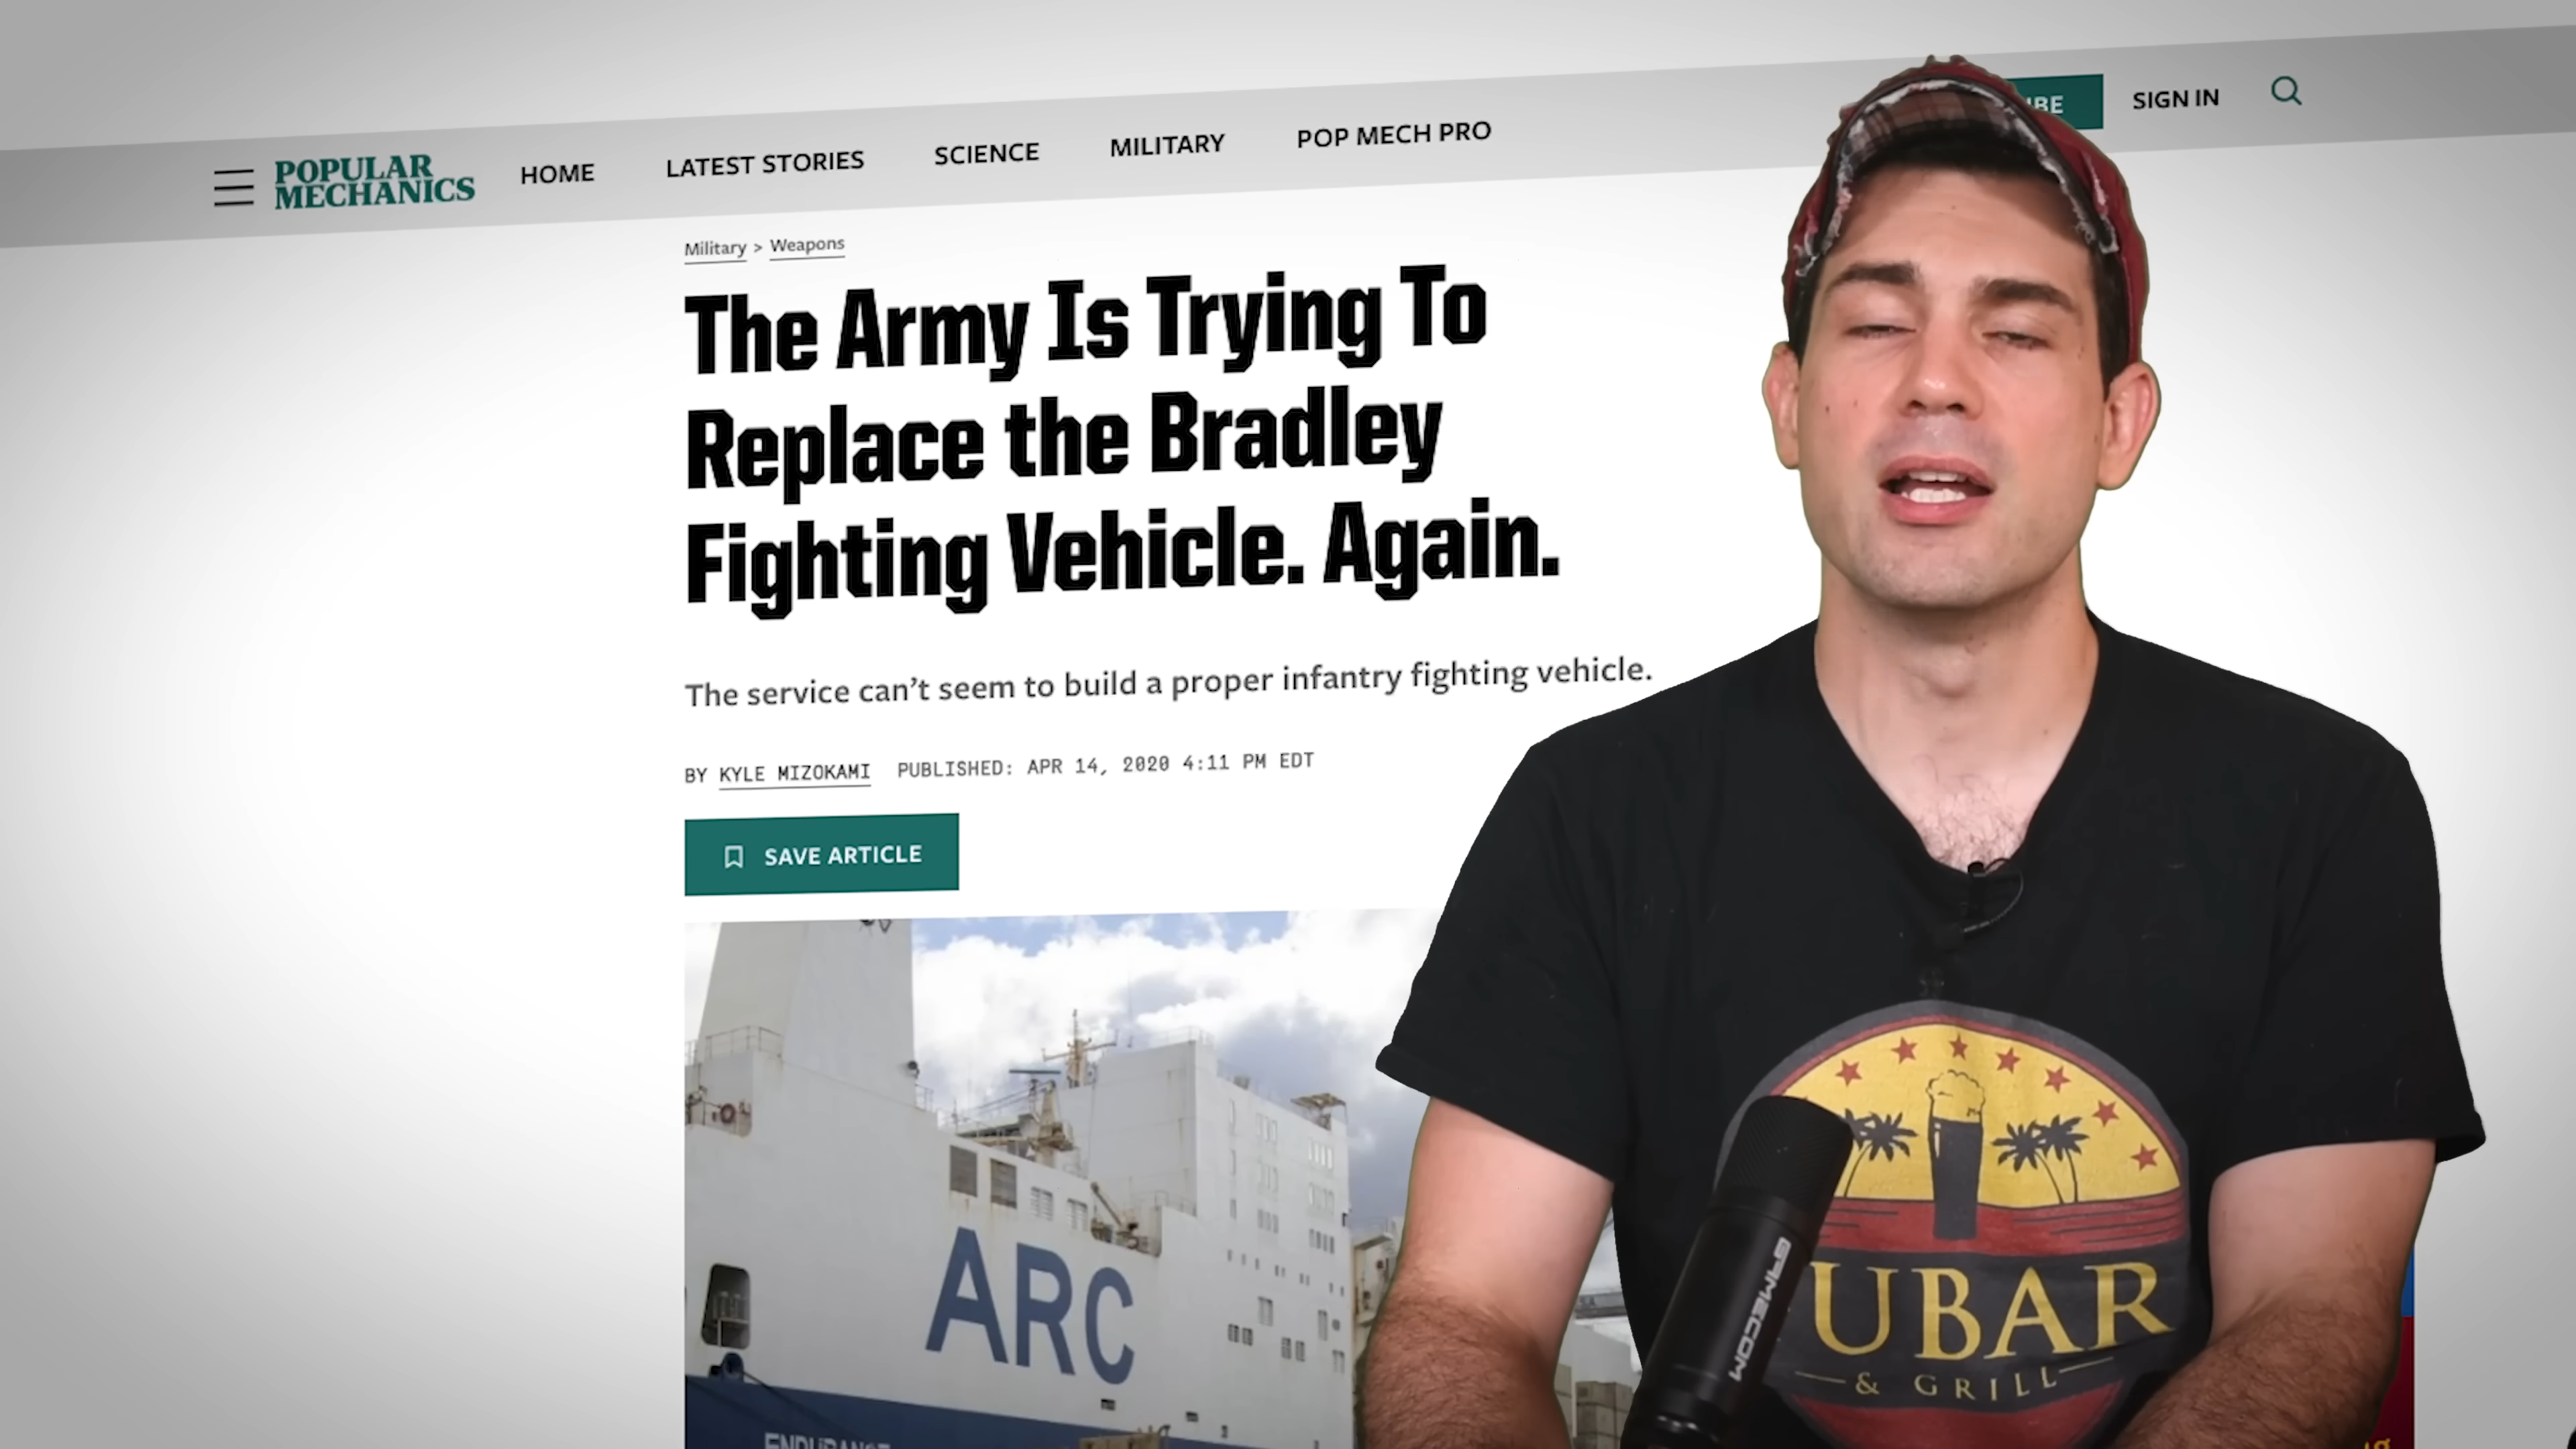 POPULAR
MECHANICS
HOME
LATEST STORIES
SCIENCE
MILITARY
POP MECH PRO
SIGN IN
Military > Weapons
The Army Is Trying To
Replace the Bradley
Fighting Vehicle. Again.
The service can't seem to build a proper infantry fighting vehicle.
BY KYLE MIZOKAMI PUBLISHED: APR 14, 2020 4:11 PM EDT
SAVE ARTICLE
ARC
ENDURANCE
UBAR
& GRILL
GAMECOM